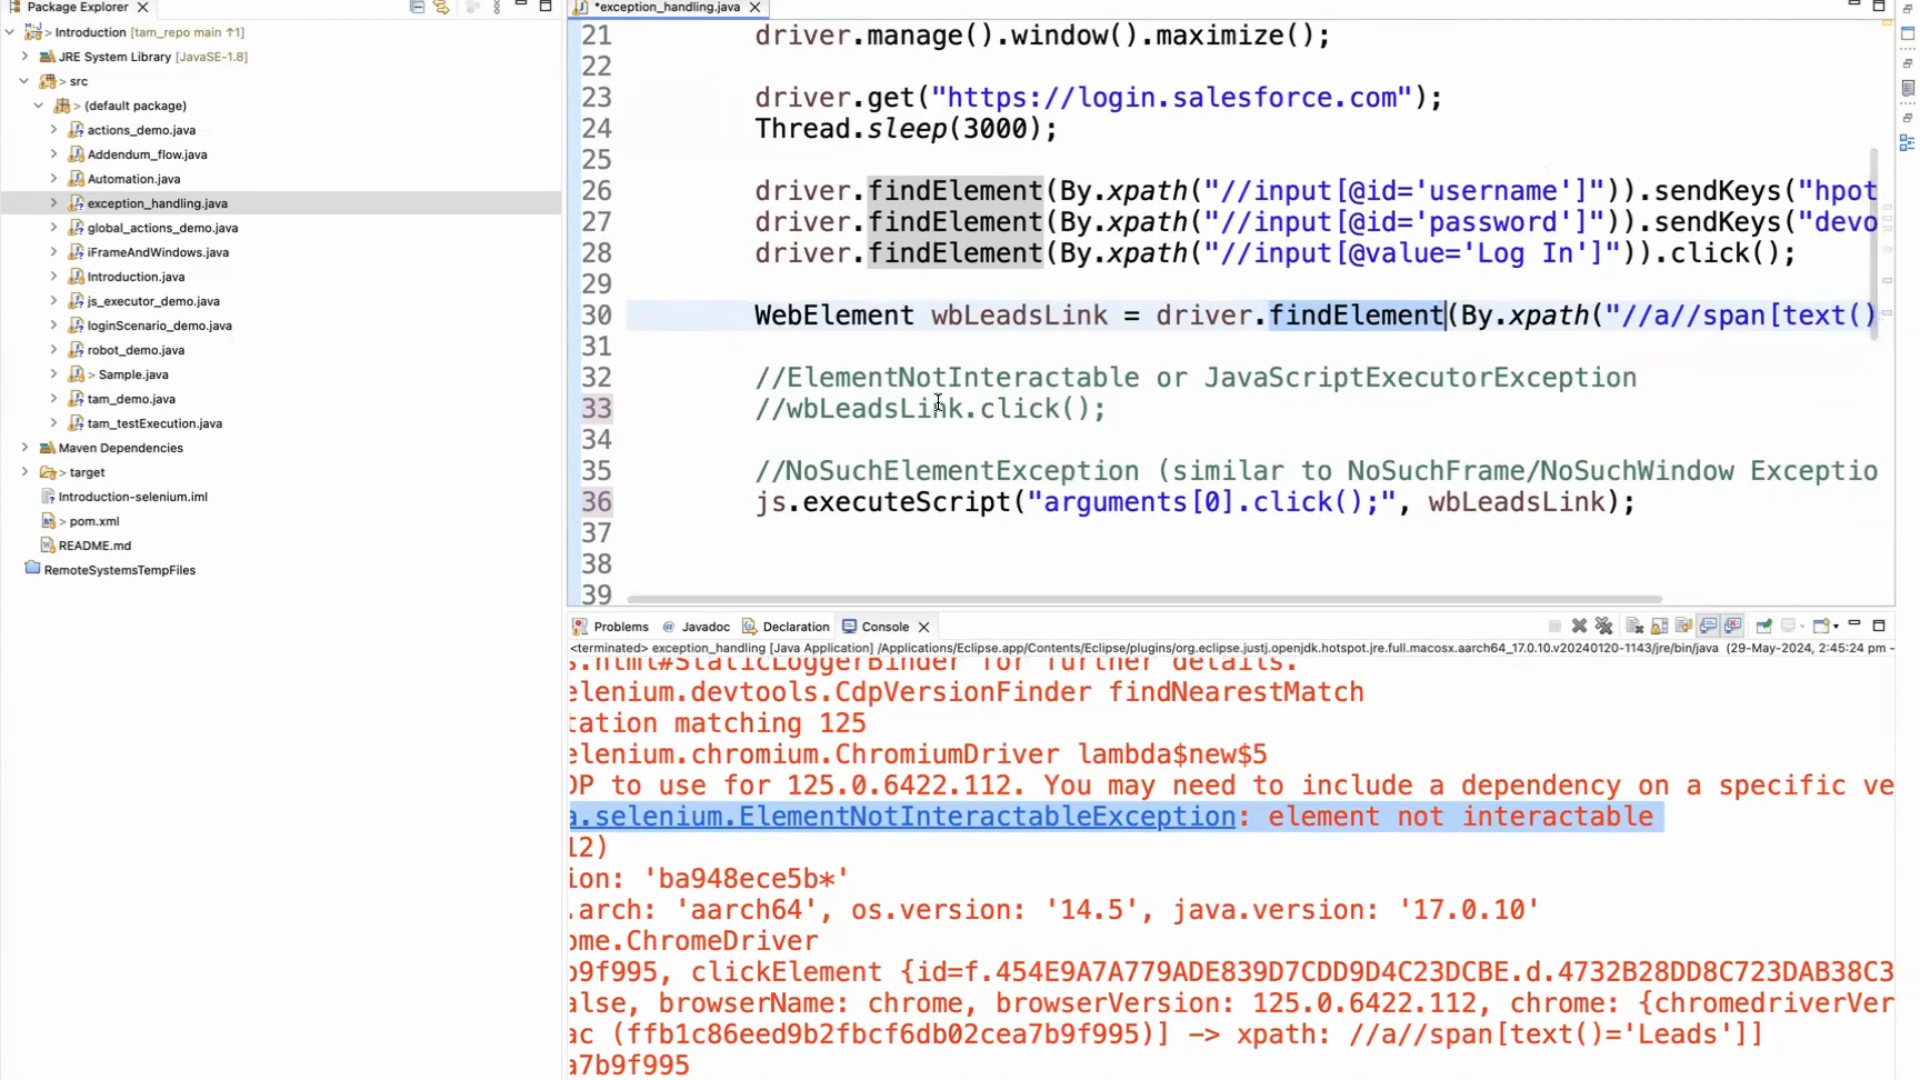 Package Explorer
> Introduction [tam_repo main ↑1]
JRE System Library [JavaSE-1.8]
> src
> (default package)
actions_demo.java
Addendum_flow.java
Automation.java
exception_handling.java
global_actions_demo.java
iFrameAndWindows.java
Introduction.java
js_executor_demo.java
loginScenario_demo.java
robot_demo.java
> Sample.java
tam_demo.java
tam_testExecution.java
Maven Dependencies
> target
Introduction-selenium.iml
> pom.xml
README.md
RemoteSystemsTempFiles
*exception_handling.java
21 driver.manage().window().maximize();
22
23 driver.get("https://login.salesforce.com");
24 Thread.sleep(3000);
25
26 driver.findElement(By.xpath("//input[@id='username']")).sendKeys("hpot
27 driver.findElement(By.xpath("//input[@id='password']")).sendKeys("devo
28 driver.findElement(By.xpath("//input[@value='Log In']")).click();
29
30 WebElement wbLeadsLink = driver.findElement(By.xpath("//a//span[text()
31
32 //ElementNotInteractable or JavaScriptExecutorException
33 //wbLeadsLink.click();
34
35 //NoSuchElementException (similar to NoSuchFrame/NoSuchWindow Exceptio
36 js.executeScript("arguments[0].click();", wbLeadsLink);
37
38
39
Problems Javadoc Declaration Console
<terminated> exception_handling [Java Application] /Applications/Eclipse.app/Contents/Eclipse/plugins/org.eclipse.justj.openjdk.hotspot.jre.full.macosx.aarch64_17.0.10.v20240120-1143/jre/bin/java (29-May-2024, 2:45:24 pm –
s.html#StaticLoggerBinder for further details.
elenium.devtools.CdpVersionFinder findNearestMatch
tation matching 125
elenium.chromium.ChromiumDriver lambda$new$5
DP to use for 125.0.6422.112. You may need to include a dependency on a specific ve
a.selenium.ElementNotInteractableException: element not interactable
12)
ion: 'ba948ece5b*'
.arch: 'aarch64', os.version: '14.5', java.version: '17.0.10'
ome.ChromeDriver
b9f995, clickElement {id=f.454E9A7A779ADE839D7CDD9D4C23DCBE.d.4732B28DD8C723DAB38C3
alse, browserName: chrome, browserVersion: 125.0.6422.112, chrome: {chromedriverVer
ac (ffb1c86eed9b2fbcf6db02cea7b9f995)] -> xpath: //a//span[text()='Leads']]
a7b9f995